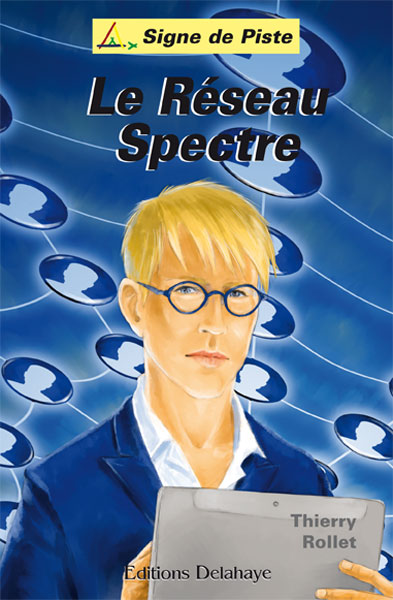 Signe de Piste
Le Réseau
Spectre
Thierry
Rollet
Editions Delahaye